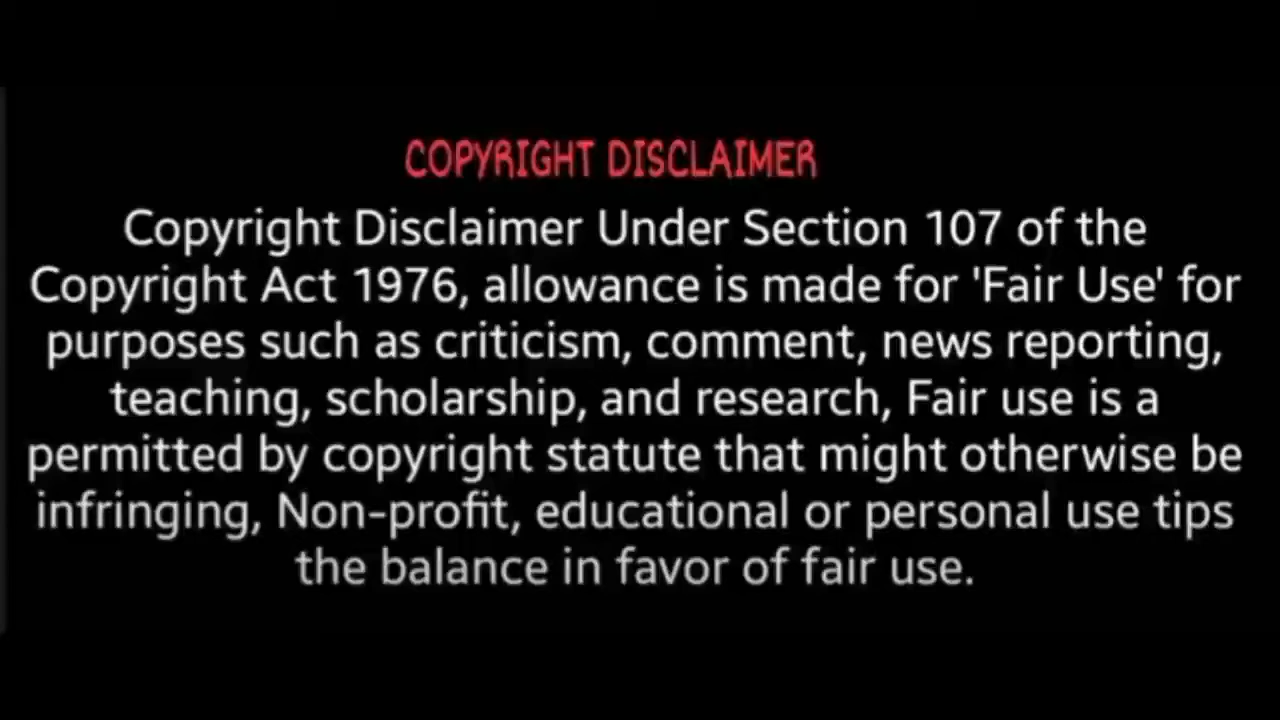 COPYRIGHT DISCLAIMER
Copyright Disclaimer Under Section 107 of the
Copyright Act 1976, allowance is made for 'Fair Use' for
purposes such as criticism, comment, news reporting,
teaching, scholarship, and research, Fair use is a
permitted by copyright statute that might otherwise be
infringing, Non-profit, educational or personal use tips
the balance in favor of fair use.